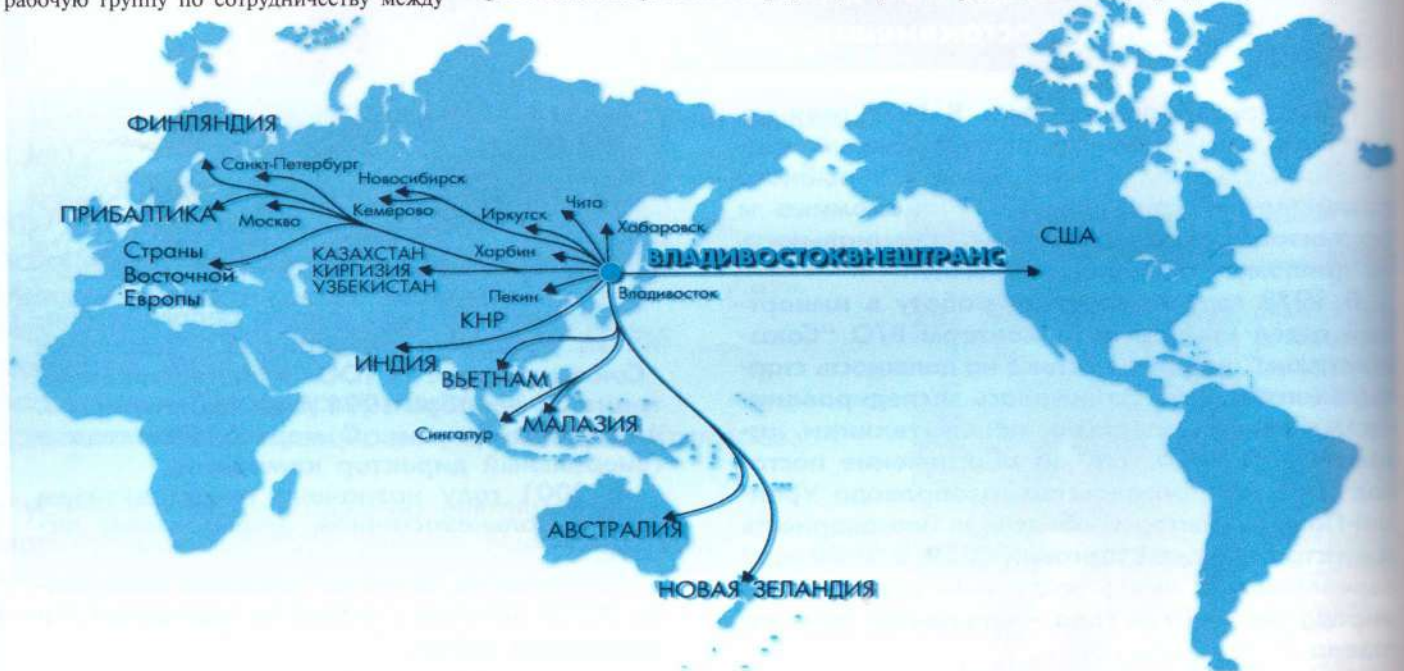 рабочую группу по сотрудничеству между
ФИНЛЯНДИЯ
Санкт-Петербург
Новосибирск
Чита
ПРИБАЛТИКА
Москва
Кемерово
Иркутск
Хабаровск
США
Страны
Восточной
Европы
КАЗАХСТАН
КИРГИЗИЯ
УЗБЕКИСТАН
Харбин
ВЛАДИВОСТОКВНЕШТРАНС
Пекин
Владивосток
КНР
ИНДИЯ
ВЬЕТНАМ
Сингапур
МАЛАЗИЯ
АВСТРАЛИЯ
НОВАЯ ЗЕЛАНДИЯ